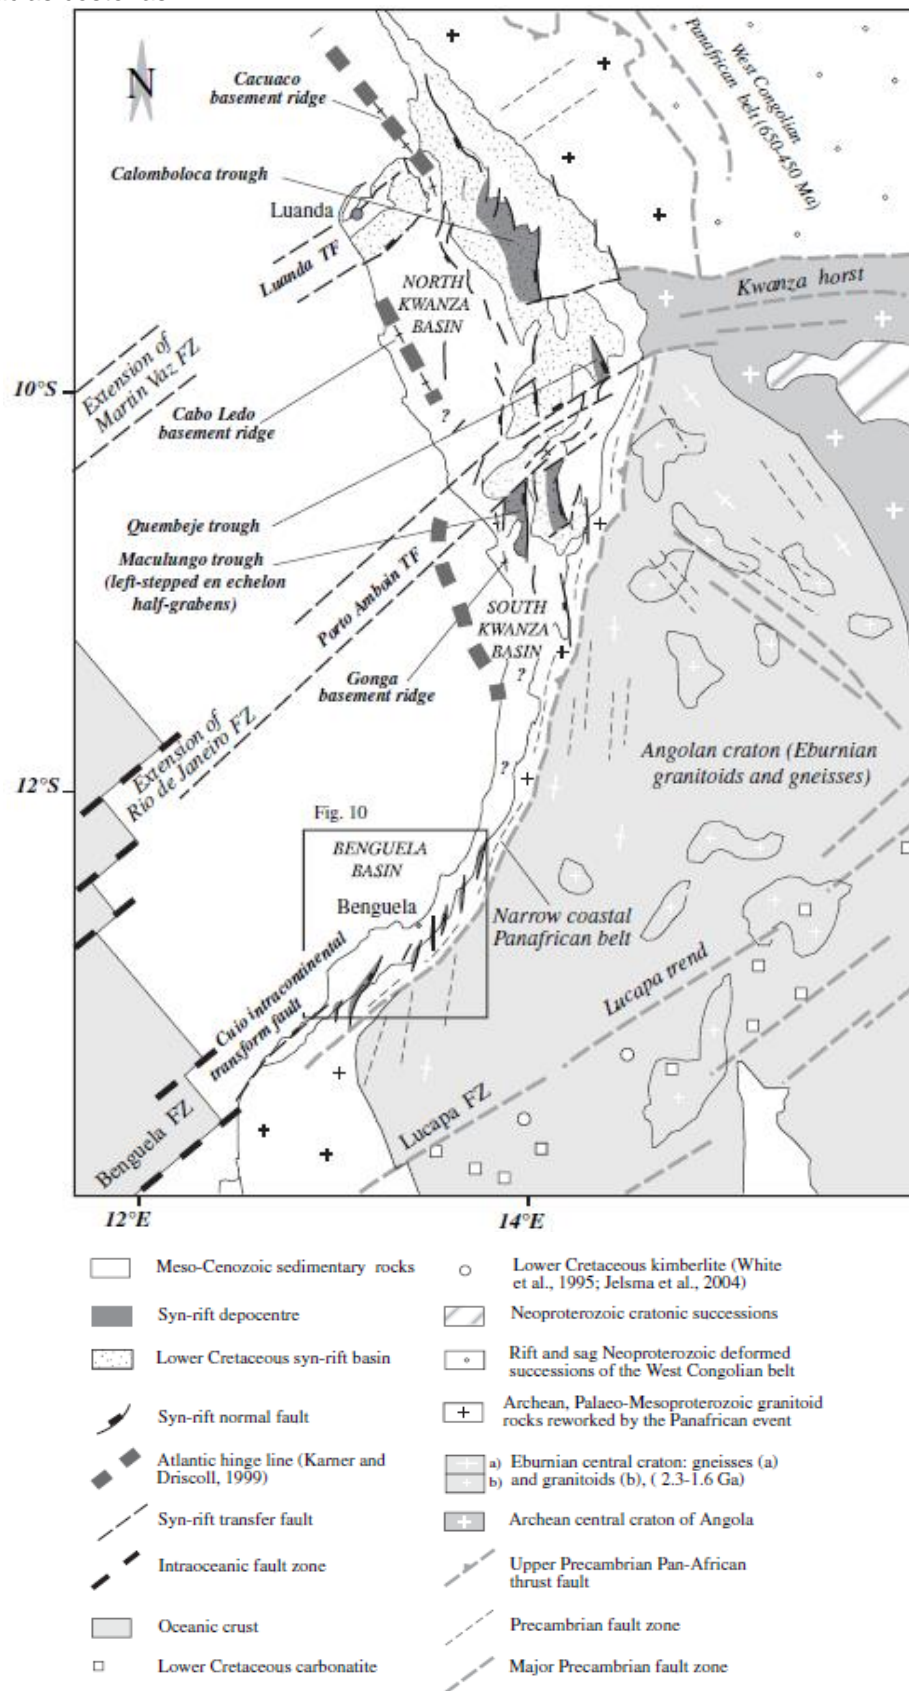 N
Cacuaco
basement ridge
West Congolian
Panafrican belt (650-450 Ma)
Calomboloca trough
Luanda
Luanda TF
NORTH
KWANZA
BASIN
Kwanza horst
10°S
Extension of
Martin Vaz FZ
Cabo Ledo
basement ridge
?
Quembeje trough
Maculungo trough
(left-stepped en echelon
half-grabens)
Porto Amboin TF
SOUTH
KWANZA
BASIN
?
Gonga
basement ridge
Extension of
Rio de Janeiro FZ
Angolan craton (Eburnian
granitoids and gneisses)
12°S
?
Fig. 10
BENGUELA
BASIN
Benguela
Narrow coastal
Panafrican belt
Cuio intracontinental
transform fault
Lucapa trend
Benguela FZ
Lucapa FZ
12°E
14°E
Meso-Cenozoic sedimentary rocks
Syn-rift depocentre
Lower Cretaceous syn-rift basin
Syn-rift normal fault
Atlantic hinge line (Karner and
Driscoll, 1999)
Syn-rift transfer fault
Intraoceanic fault zone
Oceanic crust
Lower Cretaceous carbonatite
Lower Cretaceous kimberlite (White
et al., 1995; Jelsma et al., 2004)
Neoproterozoic cratonic successions
Rift and sag Neoproterozoic deformed
successions of the West Congolian belt
Archean, Palaeo-Mesoproterozoic granitoid
rocks reworked by the Panafrican event
a) Eburnian central craton: gneisses (a)
b) and granitoids (b), ( 2.3-1.6 Ga)
Archean central craton of Angola
Upper Precambrian Pan-African
thrust fault
Precambrian fault zone
Major Precambrian fault zone